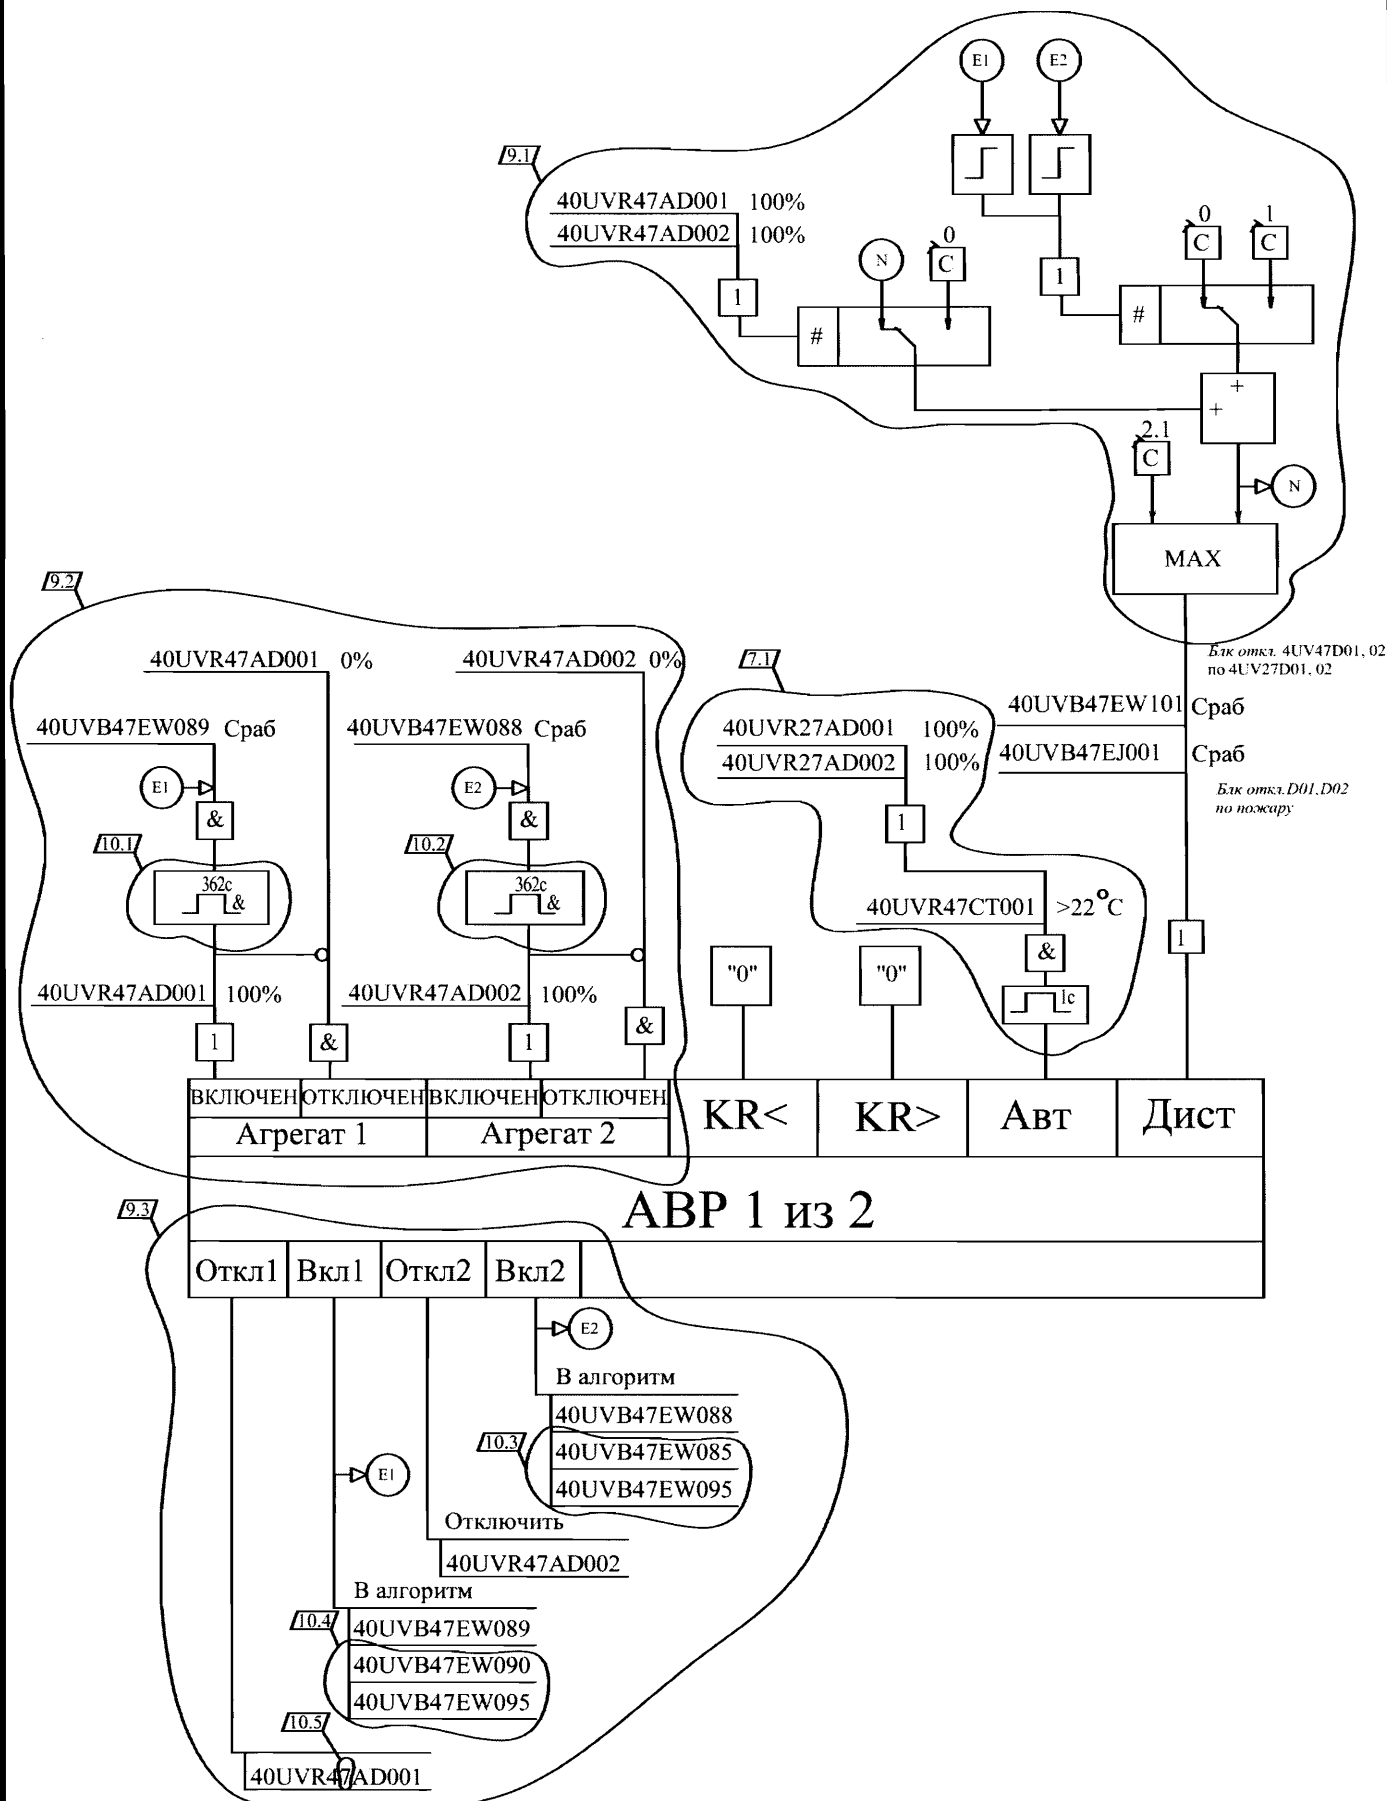 E1 E2
9.1
40UVR47AD001 100%
40UVR47AD002 100%
0 1
C C
N
0
C
1
1
#
#
+
+
2.1
C
N
MAX
9.2
Блк откл. 4UV47D01, 02
по 4UV27D01, 02
40UVR47AD001 0%
40UVR47AD002 0%
7.1
40UVB47EW101 Сраб
40UVB47EW089 Сраб
40UVB47EW088 Сраб
40UVR27AD001 100%
40UVR27AD002 100%
40UVB47EJ001 Сраб
Блк откл.D01,D02
по пожару
E1
E2
&
&
1
10.1
10.2
362с
&
362с
&
40UVR47CT001 >22°C
1
&
"0"
"0"
1с
40UVR47AD001 100%
40UVR47AD002 100%
1
&
1
&
ВКЛЮЧЕН ОТКЛЮЧЕН ВКЛЮЧЕН ОТКЛЮЧЕН
Агрегат 1 Агрегат 2
KR< KR> Авт Дист
АВР 1 из 2
9.3
Откл1 Вкл1 Откл2 Вкл2
E2
В алгоритм
40UVB47EW088
10.3
40UVB47EW085
40UVB47EW095
E1
Отключить
40UVR47AD002
В алгоритм
10.4
40UVB47EW089
40UVB47EW090
40UVB47EW095
10.5
40UVR47AD001